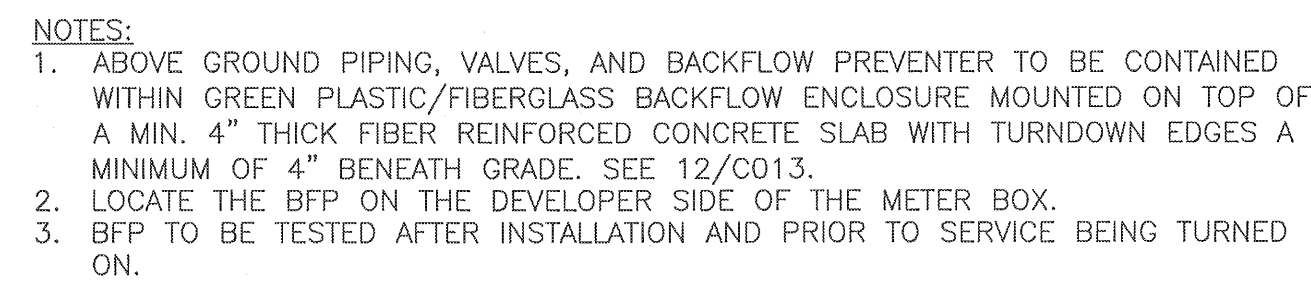 NOTES:
1. ABOVE GROUND PIPING, VALVES, AND BACKFLOW PREVENTER TO BE CONTAINED
WITHIN GREEN PLASTIC/FIBERGLASS BACKFLOW ENCLOSURE MOUNTED ON TOP OF
A MIN. 4" THICK FIBER REINFORCED CONCRETE SLAB WITH TURNDOWN EDGES A
MINIMUM OF 4" BENEATH GRADE. SEE 12/C013.
2. LOCATE THE BFP ON THE DEVELOPER SIDE OF THE METER BOX.
3. BFP TO BE TESTED AFTER INSTALLATION AND PRIOR TO SERVICE BEING TURNED
ON.